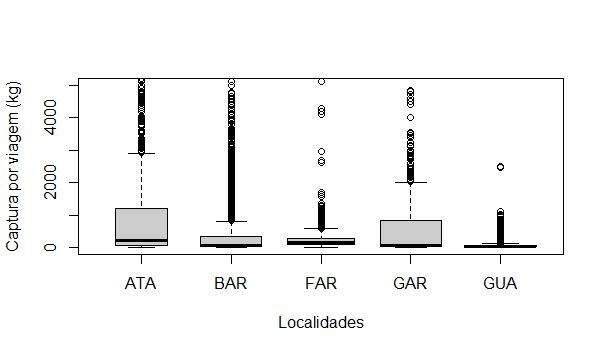 Captura por viagem (kg)
4000
2000
0
ATA BAR FAR GAR GUA
Localidades